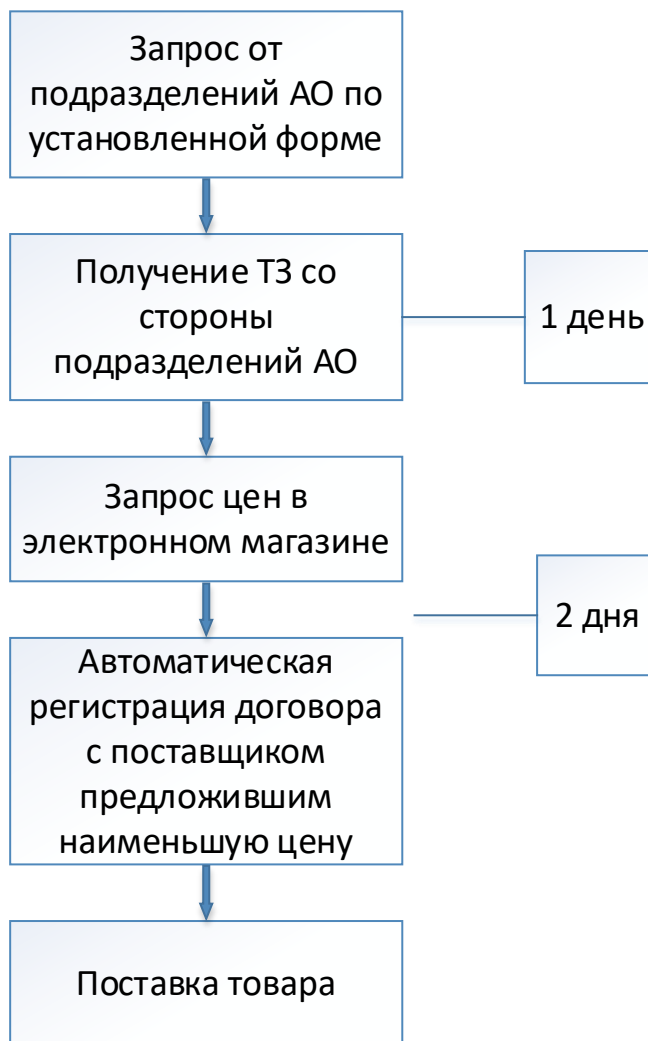 Запрос от
подразделений АО по
установленной форме
Получение ТЗ со
стороны
подразделений АО
1 день
Запрос цен в
электронном магазине
2 дня
Автоматическая
регистрация договора
с поставщиком
предложившим
наименьшую цену
Поставка товара